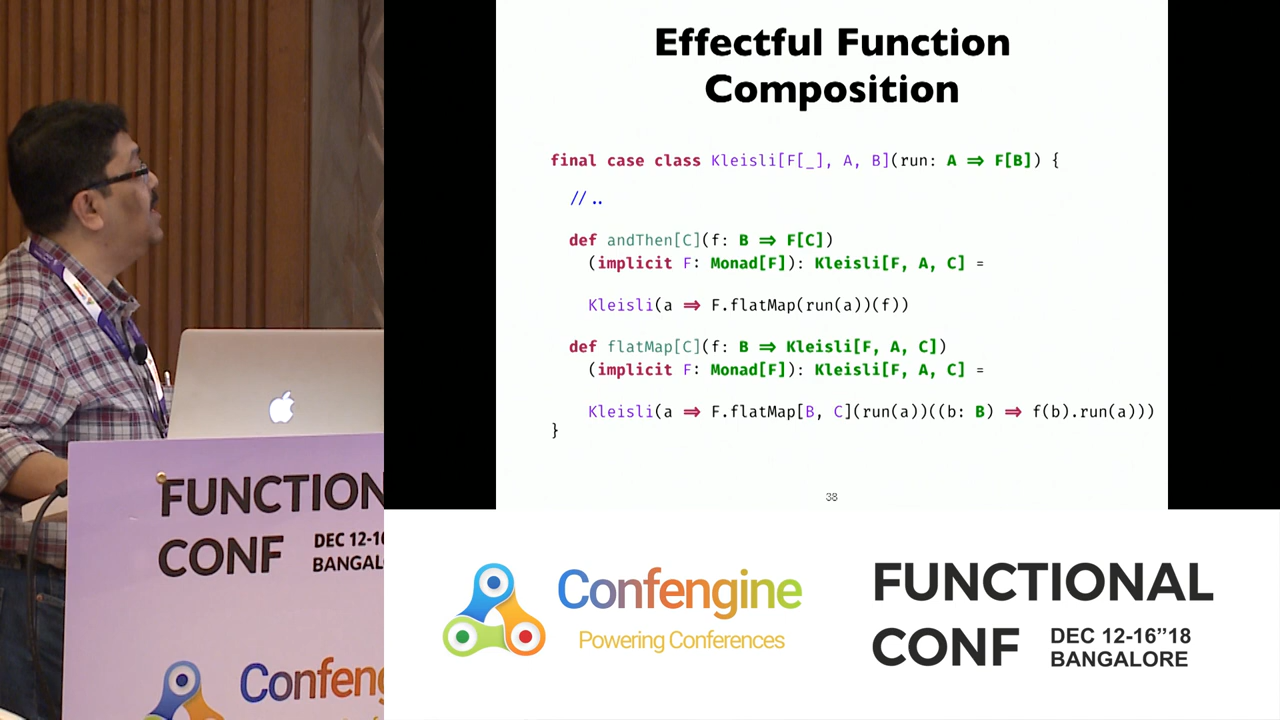 Effectful Function
Composition
final case class Kleisli[F[_], A, B](run: A ⇒ F[B]) {
//..
def andThen[C](f: B ⇒ F[C])
(implicit F: Monad[F]): Kleisli[F, A, C] =
Kleisli(a ⇒ F.flatMap(run(a))(f))
def flatMap[C](f: B ⇒ Kleisli[F, A, C])
(implicit F: Monad[F]): Kleisli[F, A, C] =
Kleisli(a ⇒ F.flatMap[B, C](run(a))((b: B) ⇒ f(b).run(a)))
}
38
FUNCTION
CONF
DEC 12-16
BANGAL
Confeng
Confengine
Powering Conferences
FUNCTIONAL
CONF
DEC 12-16”18
BANGALORE